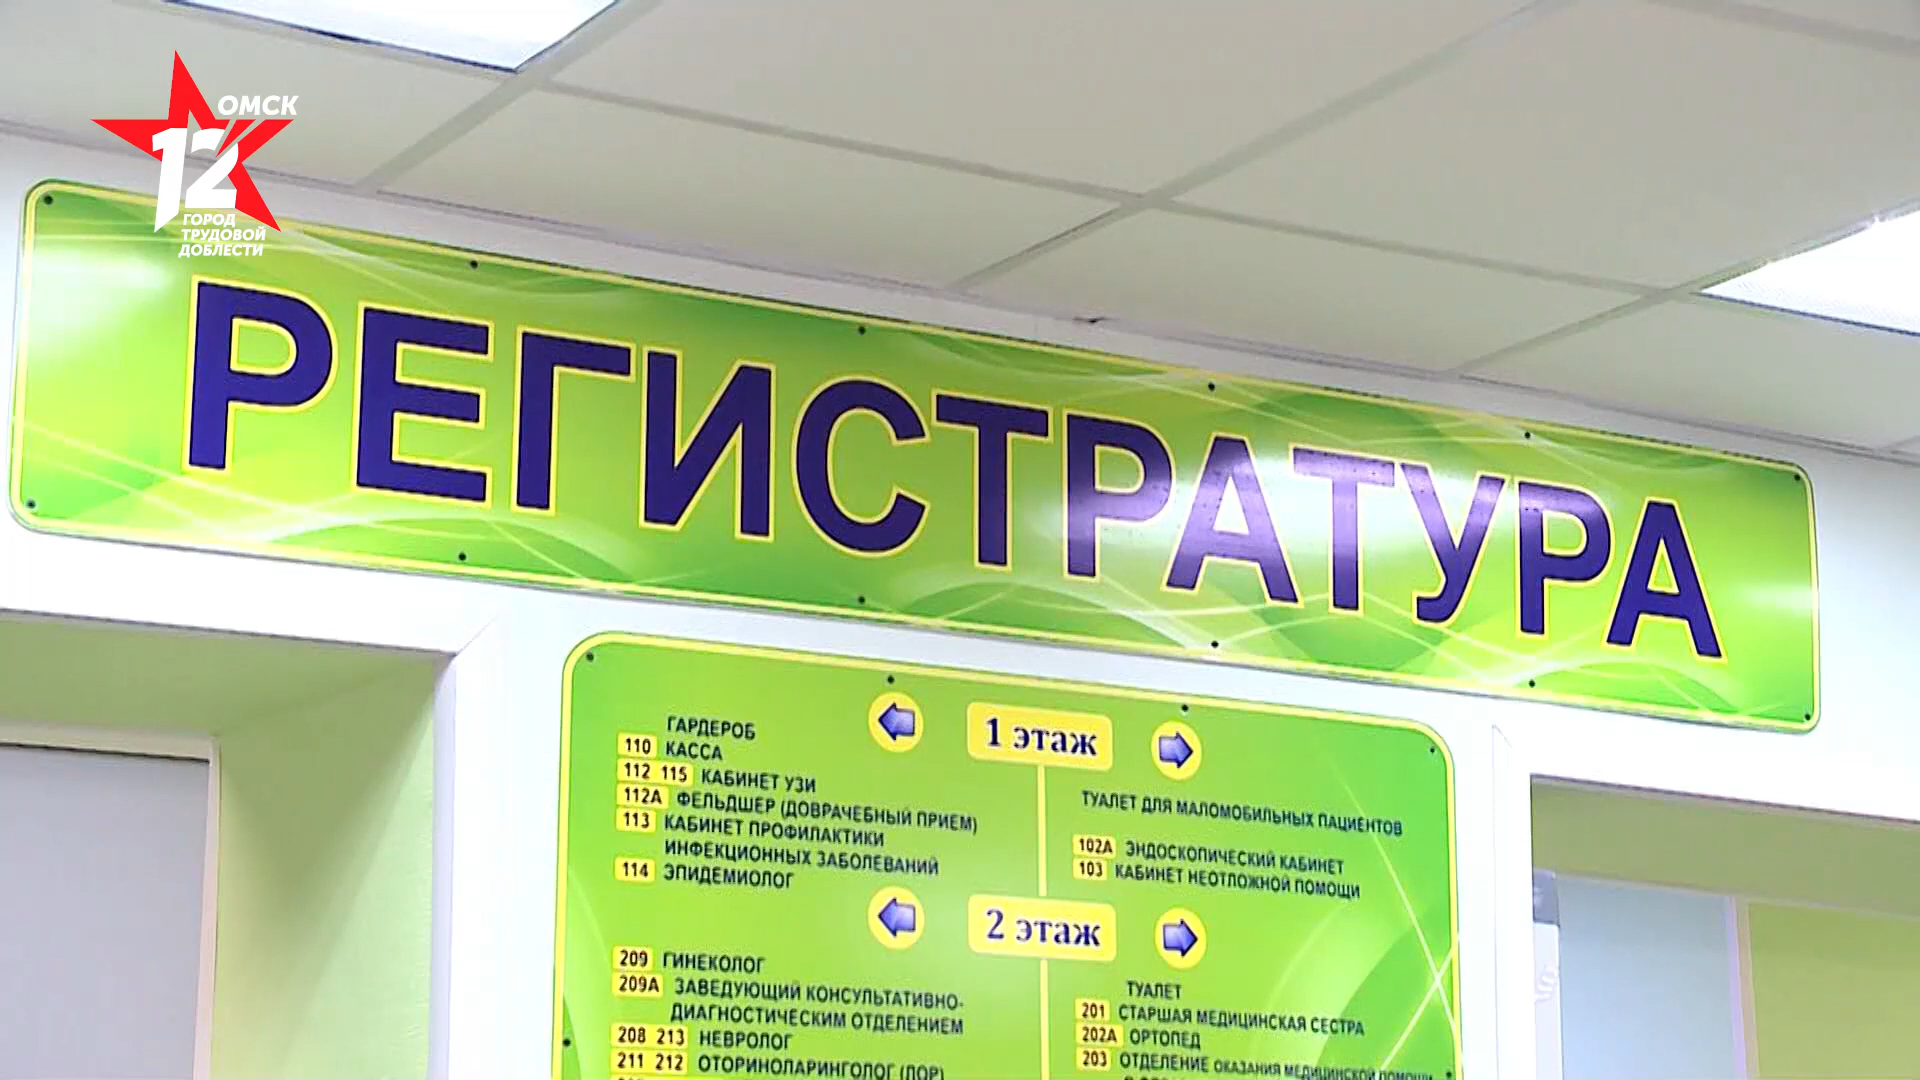 ОМСК
12
ГОРОД
ТРУДОВОЙ
ДОБЛЕСТИ
РЕГИСТРАТУРА
1 этаж
ГАРДЕРОБ
110 КАССА
112 115 КАБИНЕТ УЗИ
112А ФЕЛЬДШЕР (ДОВРАЧЕБНЫЙ ПРИЕМ)
113 КАБИНЕТ ПРОФИЛАКТИКИ
ИНФЕКЦИОННЫХ ЗАБОЛЕВАНИЙ
114 ЭПИДЕМИОЛОГ
ТУАЛЕТ ДЛЯ МАЛОМОБИЛЬНЫХ ПАЦИЕНТОВ
102А ЭНДОСКОПИЧЕСКИЙ КАБИНЕТ
103 КАБИНЕТ НЕОТЛОЖНОЙ ПОМОЩИ
2 этаж
209 ГИНЕКОЛОГ
209А ЗАВЕДУЮЩИЙ КОНСУЛЬТАТИВНО-
ДИАГНОСТИЧЕСКИМ ОТДЕЛЕНИЕМ
208 213 НЕВРОЛОГ
211 212 ОТОРИНОЛАРИНГОЛОГ (ЛОР)
ТУАЛЕТ
201 СТАРШАЯ МЕДИЦИНСКАЯ СЕСТРА
202А ОРТОПЕД
203 ОТДЕЛЕНИЕ ОКАЗАНИЯ МЕДИЦИНСКОЙ ПОМОЩИ